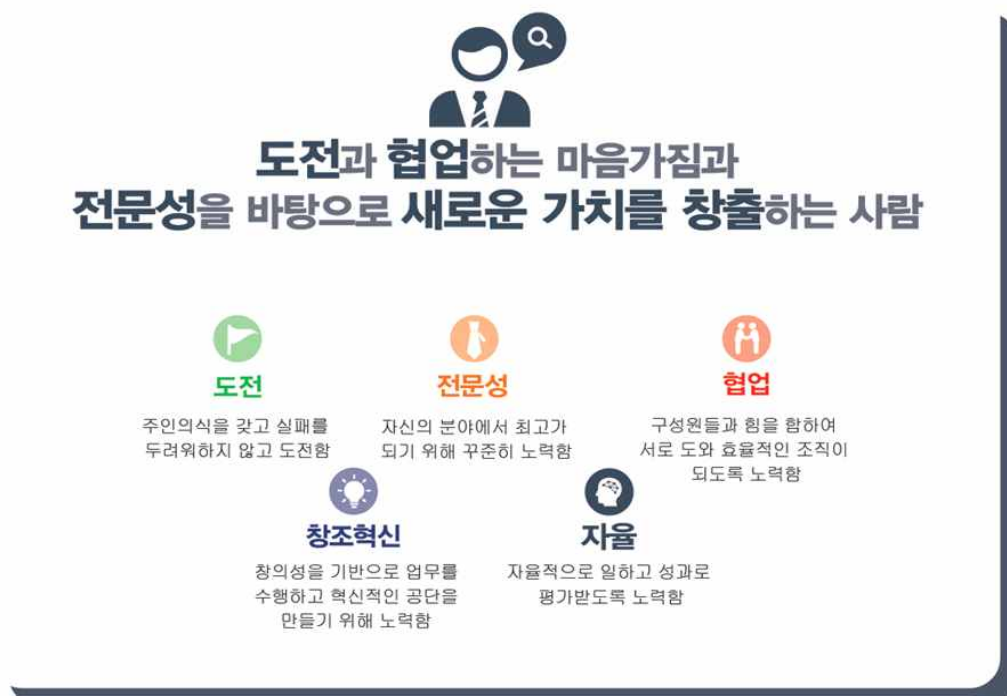 도전과 협업하는 마음가짐과
전문성을 바탕으로 새로운 가치를 창출하는 사람
도전
주인의식을 갖고 실패를
두려워하지 않고 도전함
전문성
자신의 분야에서 최고가
되기 위해 꾸준히 노력함
협업
구성원들과 힘을 합하여
서로 도와 효율적인 조직이
되도록 노력함
창조혁신
창의성을 기반으로 업무를
수행하고 혁신적인 공단을
만들기 위해 노력함
자율
자율적으로 일하고 성과로
평가받도록 노력함